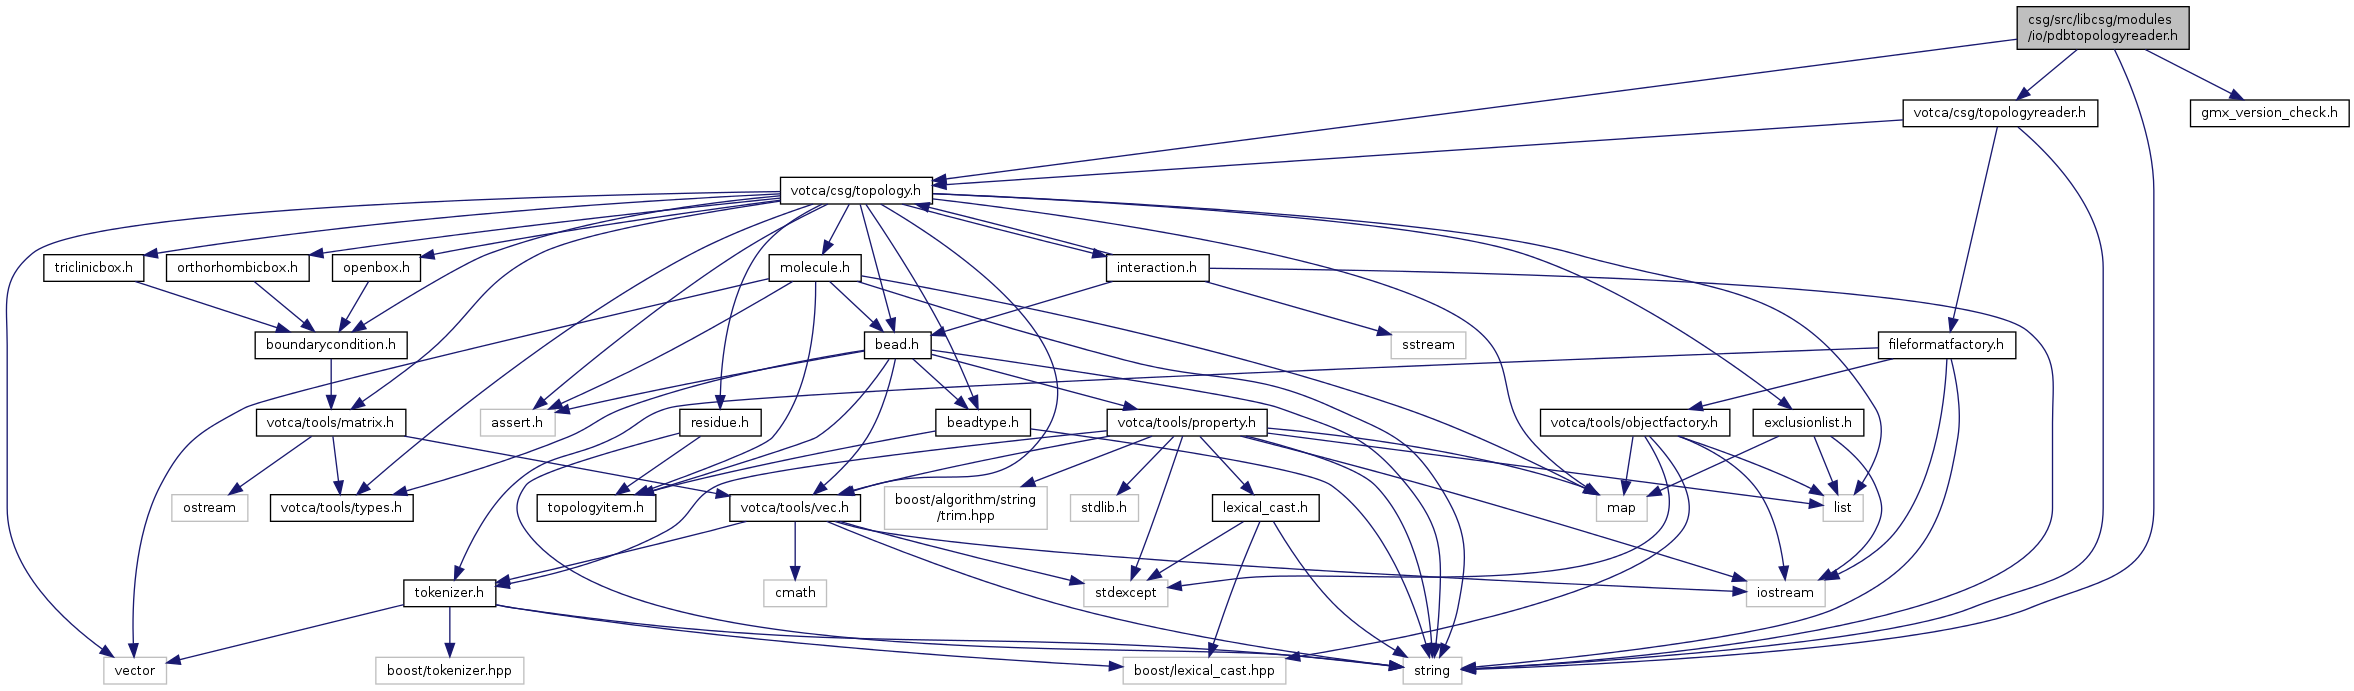 csg/src/libcsg/modules
/io/pdbtopologyreader.h
votca/csg/topologyreader.h
gmx_version_check.h
votca/csg/topology.h
triclinicbox.h
orthorhombicbox.h
openbox.h
molecule.h
interaction.h
boundarycondition.h
bead.h
sstream
fileformatfactory.h
votca/tools/matrix.h
assert.h
residue.h
beadtype.h
votca/tools/property.h
votca/tools/objectfactory.h
exclusionlist.h
ostream
votca/tools/types.h
topologyitem.h
votca/tools/vec.h
boost/algorithm/string
/trim.hpp
stdlib.h
lexical_cast.h
map
list
tokenizer.h
cmath
stdexcept
iostream
vector
boost/tokenizer.hpp
boost/lexical_cast.hpp
string